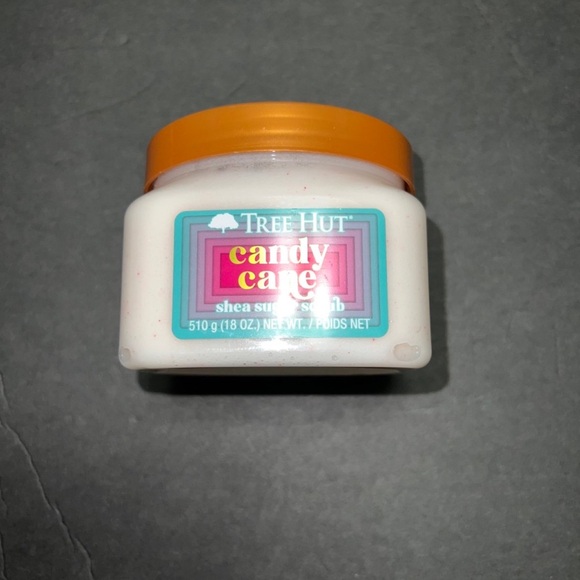 TREE HUT®
candy
cane
shea sugar scrub
510 g (18 OZ.) NET WT. / POIDS NET